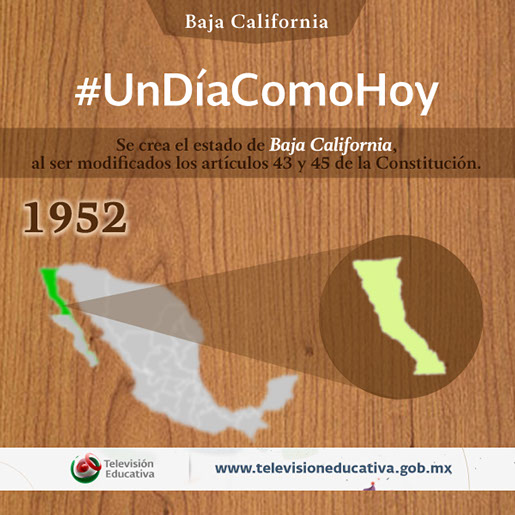 Baja California
#UnDíaComoHoy
Se crea el estado de Baja California,
al ser modificados los artículos 43 y 45 de la Constitución.
1952
Televisión
Educativa
www.televisioneducativa.gob.mx